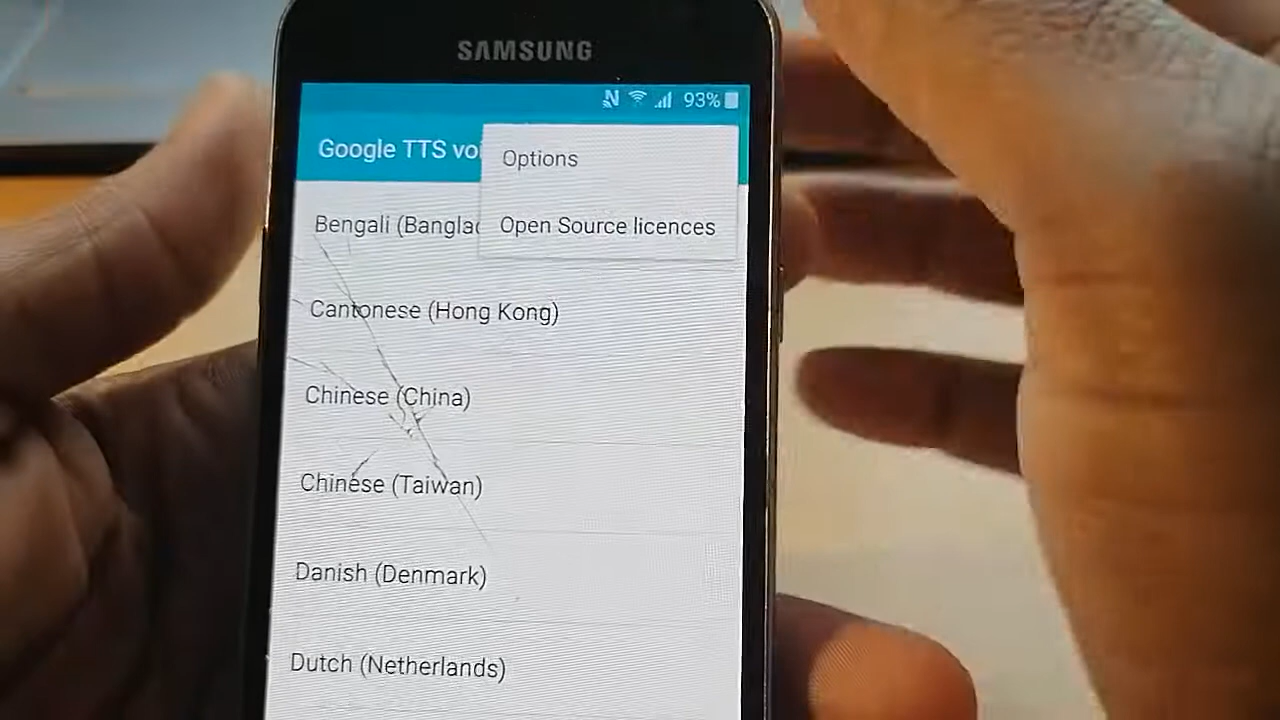 SAMSUNG
93%
Google TTS voi
Options
Open Source licences
Bengali (Banglad
Cantonese (Hong Kong)
Chinese (China)
Chinese (Taiwan)
Danish (Denmark)
Dutch (Netherlands)